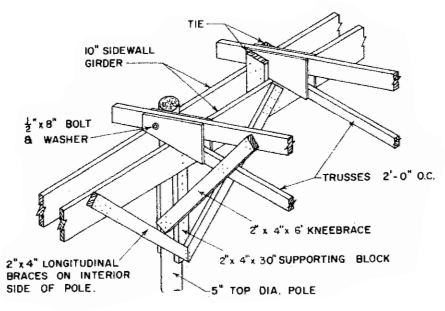 TIE
10" SIDEWALL
GIRDER
½"x 8" BOLT
& WASHER
TRUSSES 2'-0" O.C.
2"x 4"x 6' KNEEBRACE
2"x 4" LONGITUDINAL
BRACES ON INTERIOR
SIDE OF POLE.
2"x 4"x 30" SUPPORTING BLOCK
5" TOP DIA. POLE